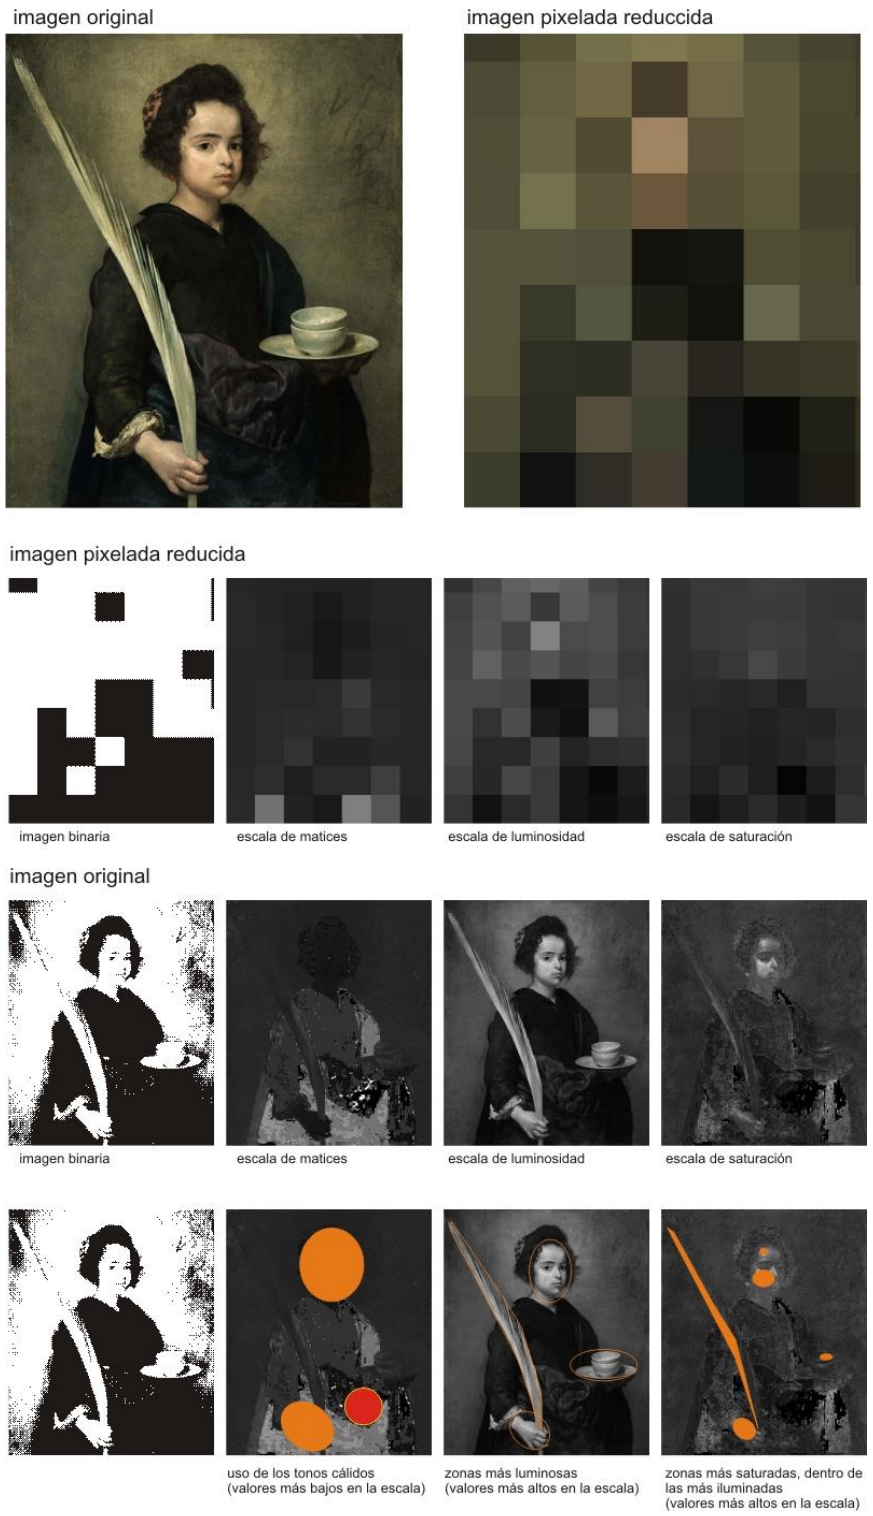 imagen original
imagen pixelada reduccida
imagen pixelada reducida
imagen binaria
escala de matices
escala de luminosidad
escala de saturación
imagen original
imagen binaria
escala de matices
escala de luminosidad
escala de saturación
uso de los tonos cálidos
(valores más bajos en la escala)
zonas más luminosas
(valores más altos en la escala)
zonas más saturadas, dentro de
las más iluminadas
(valores más altos en la escala)